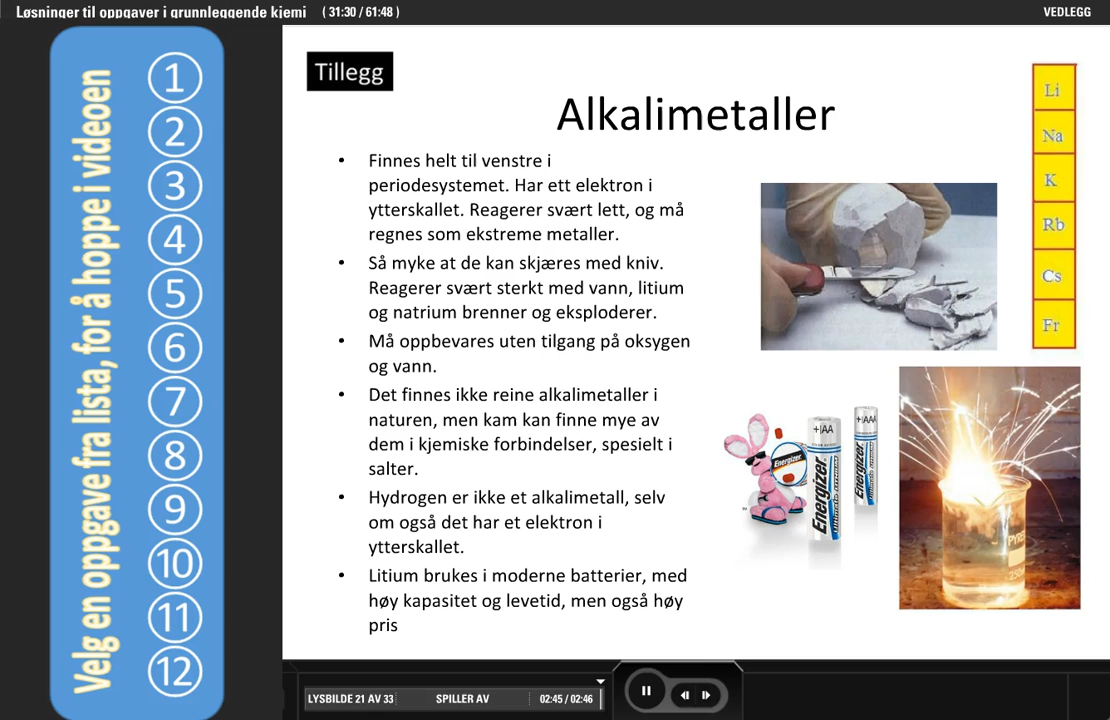 Løsninger til oppgaver i grunnleggende kjemi ( 31:30 / 61:48 )
VEDLEGG
Velg en oppgave fra lista, for å hoppe i videoen
1
2
3
4
5
6
7
8
9
10
11
12
Tillegg
Alkalimetaller
• Finnes helt til venstre i
periodesystemet. Har ett elektron i
ytterskallet. Reagerer svært lett, og må
regnes som ekstreme metaller.
• Så myke at de kan skjæres med kniv.
Reagerer svært sterkt med vann, litium
og natrium brenner og eksploderer.
• Må oppbevares uten tilgang på oksygen
og vann.
• Det finnes ikke reine alkalimetaller i
naturen, men kam kan finne mye av
dem i kjemiske forbindelser, spesielt i
salter.
• Hydrogen er ikke et alkalimetall, selv
om også det har et elektron i
ytterskallet.
• Litium brukes i moderne batterier, med
høy kapasitet og levetid, men også høy
pris
Li
Na
K
Rb
Cs
Fr
Energizer
+|AA
Energizer
+|AAA
Energizer
PYREX
250
LYSBILDE 21 AV 33
SPILLER AV
02:45 / 02:46